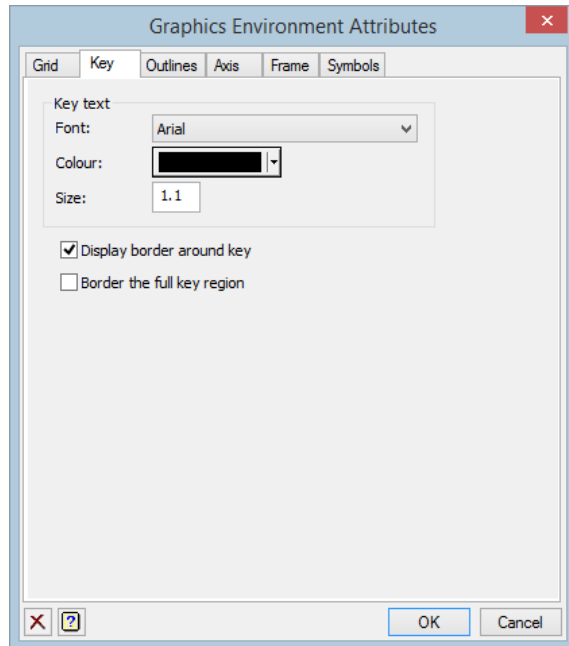 Graphics Environment Attributes
Grid Key Outlines Axis Frame Symbols
Key text
Font: Arial
Colour:
Size: 1.1
Display border around key
Border the full key region
OK Cancel